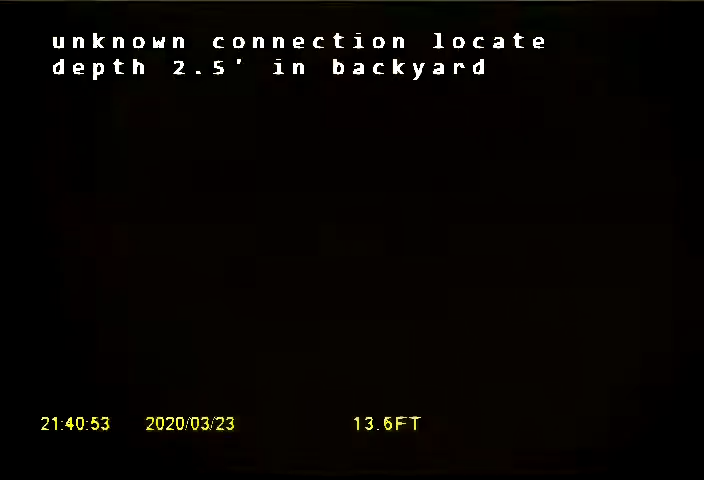 unknown connection locate
depth 2.5' in backyard
21:40:53 2020/03/23 13.6FT